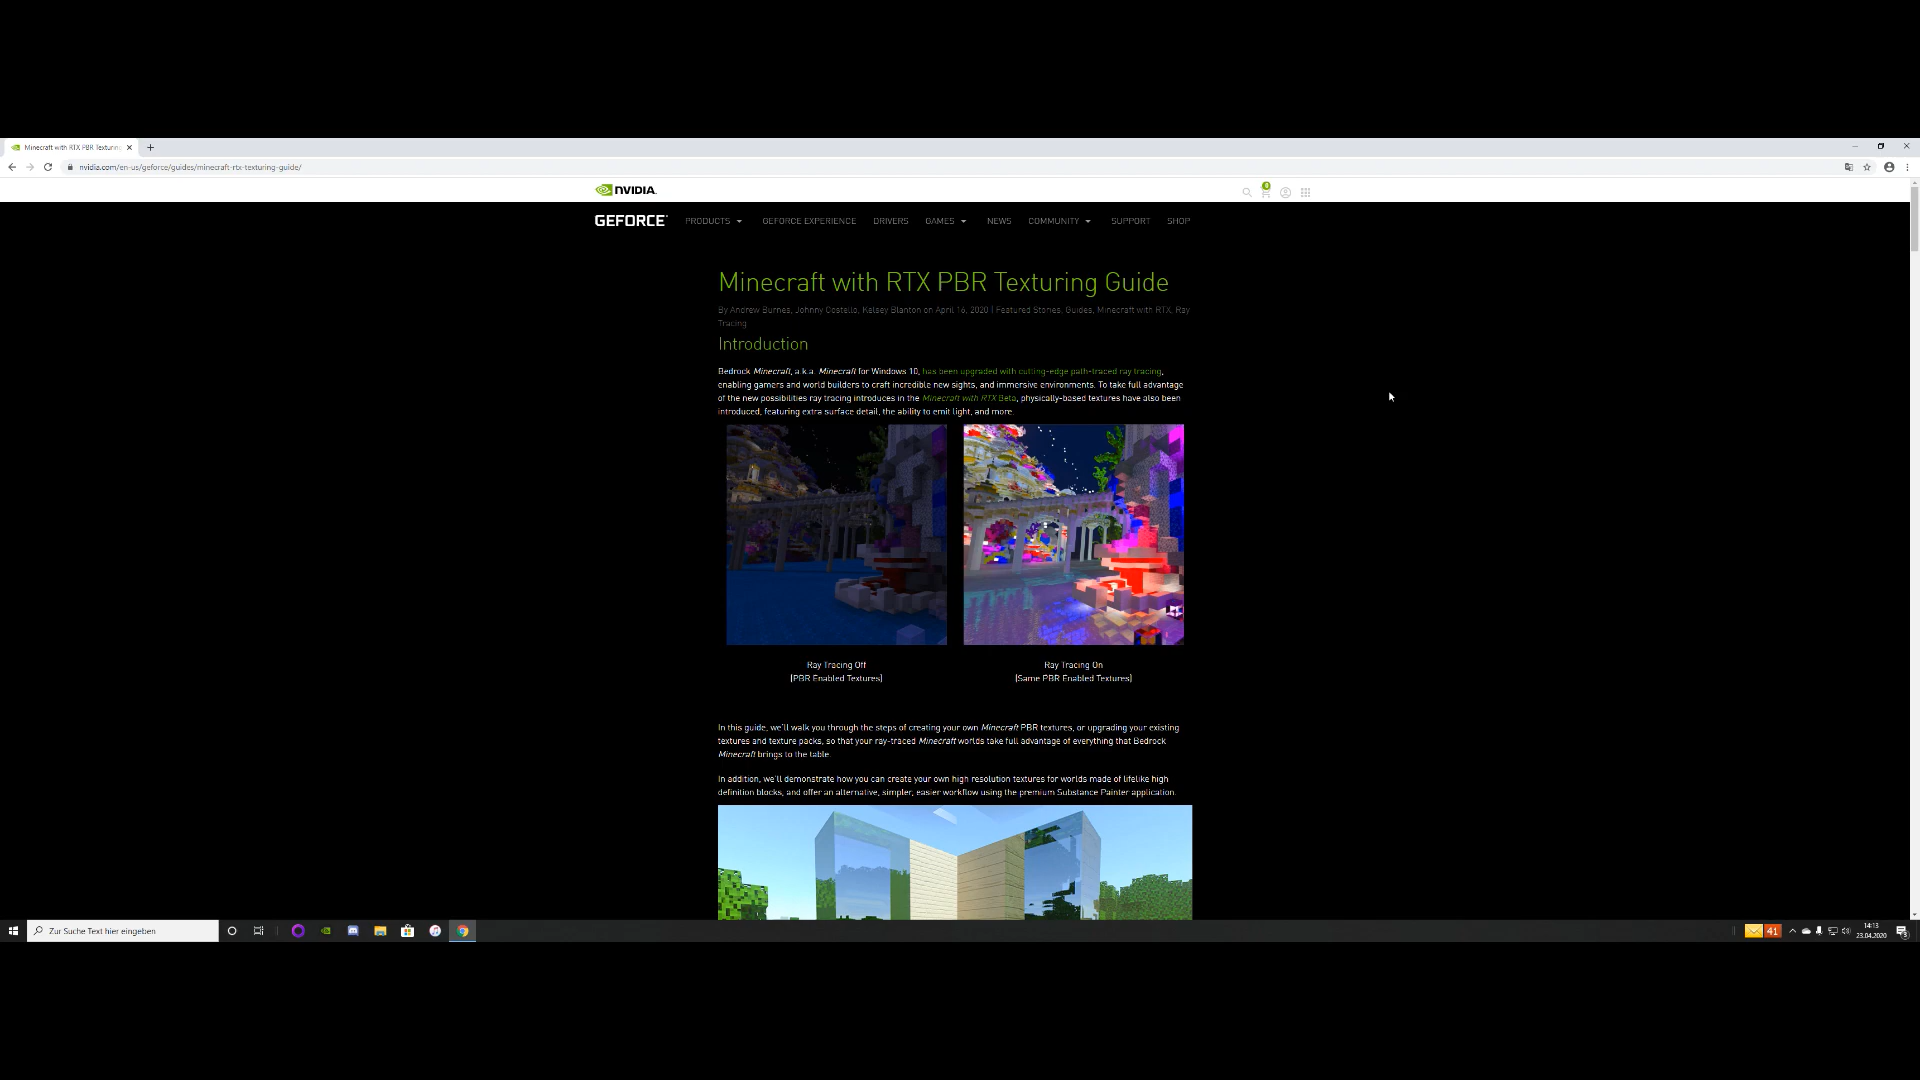 Minecraft with RTX PBR Texturing
nvidia.com/en-us/geforce/guides/minecraft-rtx-texturing-guide/
NVIDIA.
0
GEFORCE
PRODUCTS
GEFORCE EXPERIENCE
DRIVERS
GAMES
NEWS
COMMUNITY
SUPPORT
SHOP
Minecraft with RTX PBR Texturing Guide
By Andrew Burnes, Johnny Costello, Kelsey Blanton on April 16, 2020 | Featured Stories, Guides, Minecraft with RTX, Ray
Tracing
Introduction
Bedrock Minecraft, a.k.a. Minecraft for Windows 10, has been upgraded with cutting-edge path-traced ray tracing,
enabling gamers and world builders to craft incredible new sights, and immersive environments. To take full advantage
of the new possibilities ray tracing introduces in the Minecraft with RTX Beta, physically-based textures have also been
introduced, featuring extra surface detail, the ability to emit light, and more.
Ray Tracing Off
(PBR Enabled Textures)
Ray Tracing On
(Same PBR Enabled Textures)
In this guide, we'll walk you through the steps of creating your own Minecraft PBR textures, or upgrading your existing
textures and texture packs, so that your ray-traced Minecraft worlds take full advantage of everything that Bedrock
Minecraft brings to the table.
In addition, we'll demonstrate how you can create your own high resolution textures for worlds made of lifelike high
definition blocks, and offer an alternative, simpler, easier workflow using the premium Substance Painter application.
Zur Suche Text hier eingeben
41
14:13
23.04.2020
3